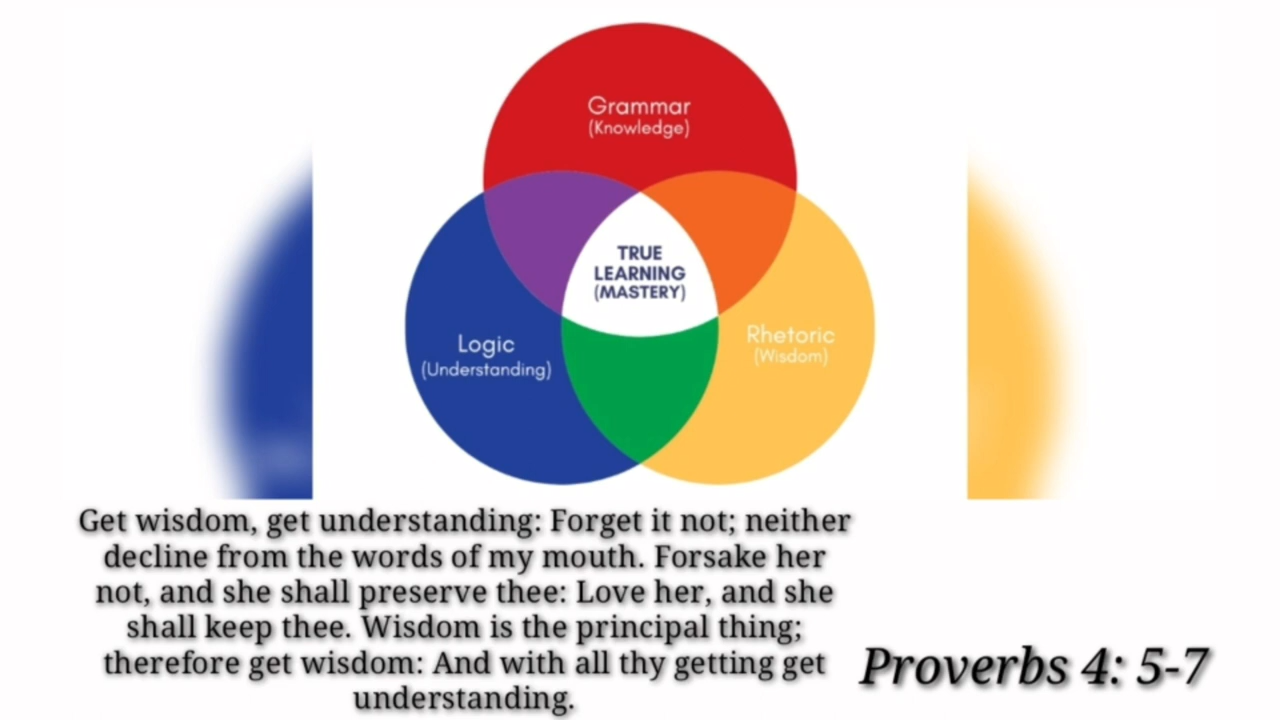 Grammar
(Knowledge)
TRUE
LEARNING
(MASTERY)
Logic
(Understanding)
Rhetoric
(Wisdom)
Get wisdom, get understanding: Forget it not; neither
decline from the words of my mouth. Forsake her
not, and she shall preserve thee: Love her, and she
shall keep thee. Wisdom is the principal thing;
therefore get wisdom: And with all thy getting get
understanding.
Proverbs 4: 5-7